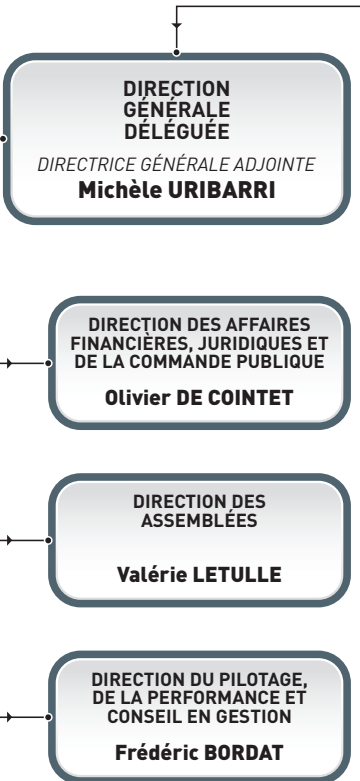 DIRECTION
GÉNÉRALE
DÉLÉGUÉE
DIRECTRICE GÉNÉRALE ADJOINTE
Michèle URIBARRI
DIRECTION DES AFFAIRES
FINANCIÈRES, JURIDIQUES ET
DE LA COMMANDE PUBLIQUE
Olivier DE COINTET
DIRECTION DES
ASSEMBLÉES
Valérie LETULLE
DIRECTION DU PILOTAGE,
DE LA PERFORMANCE ET
CONSEIL EN GESTION
Frédéric BORDAT